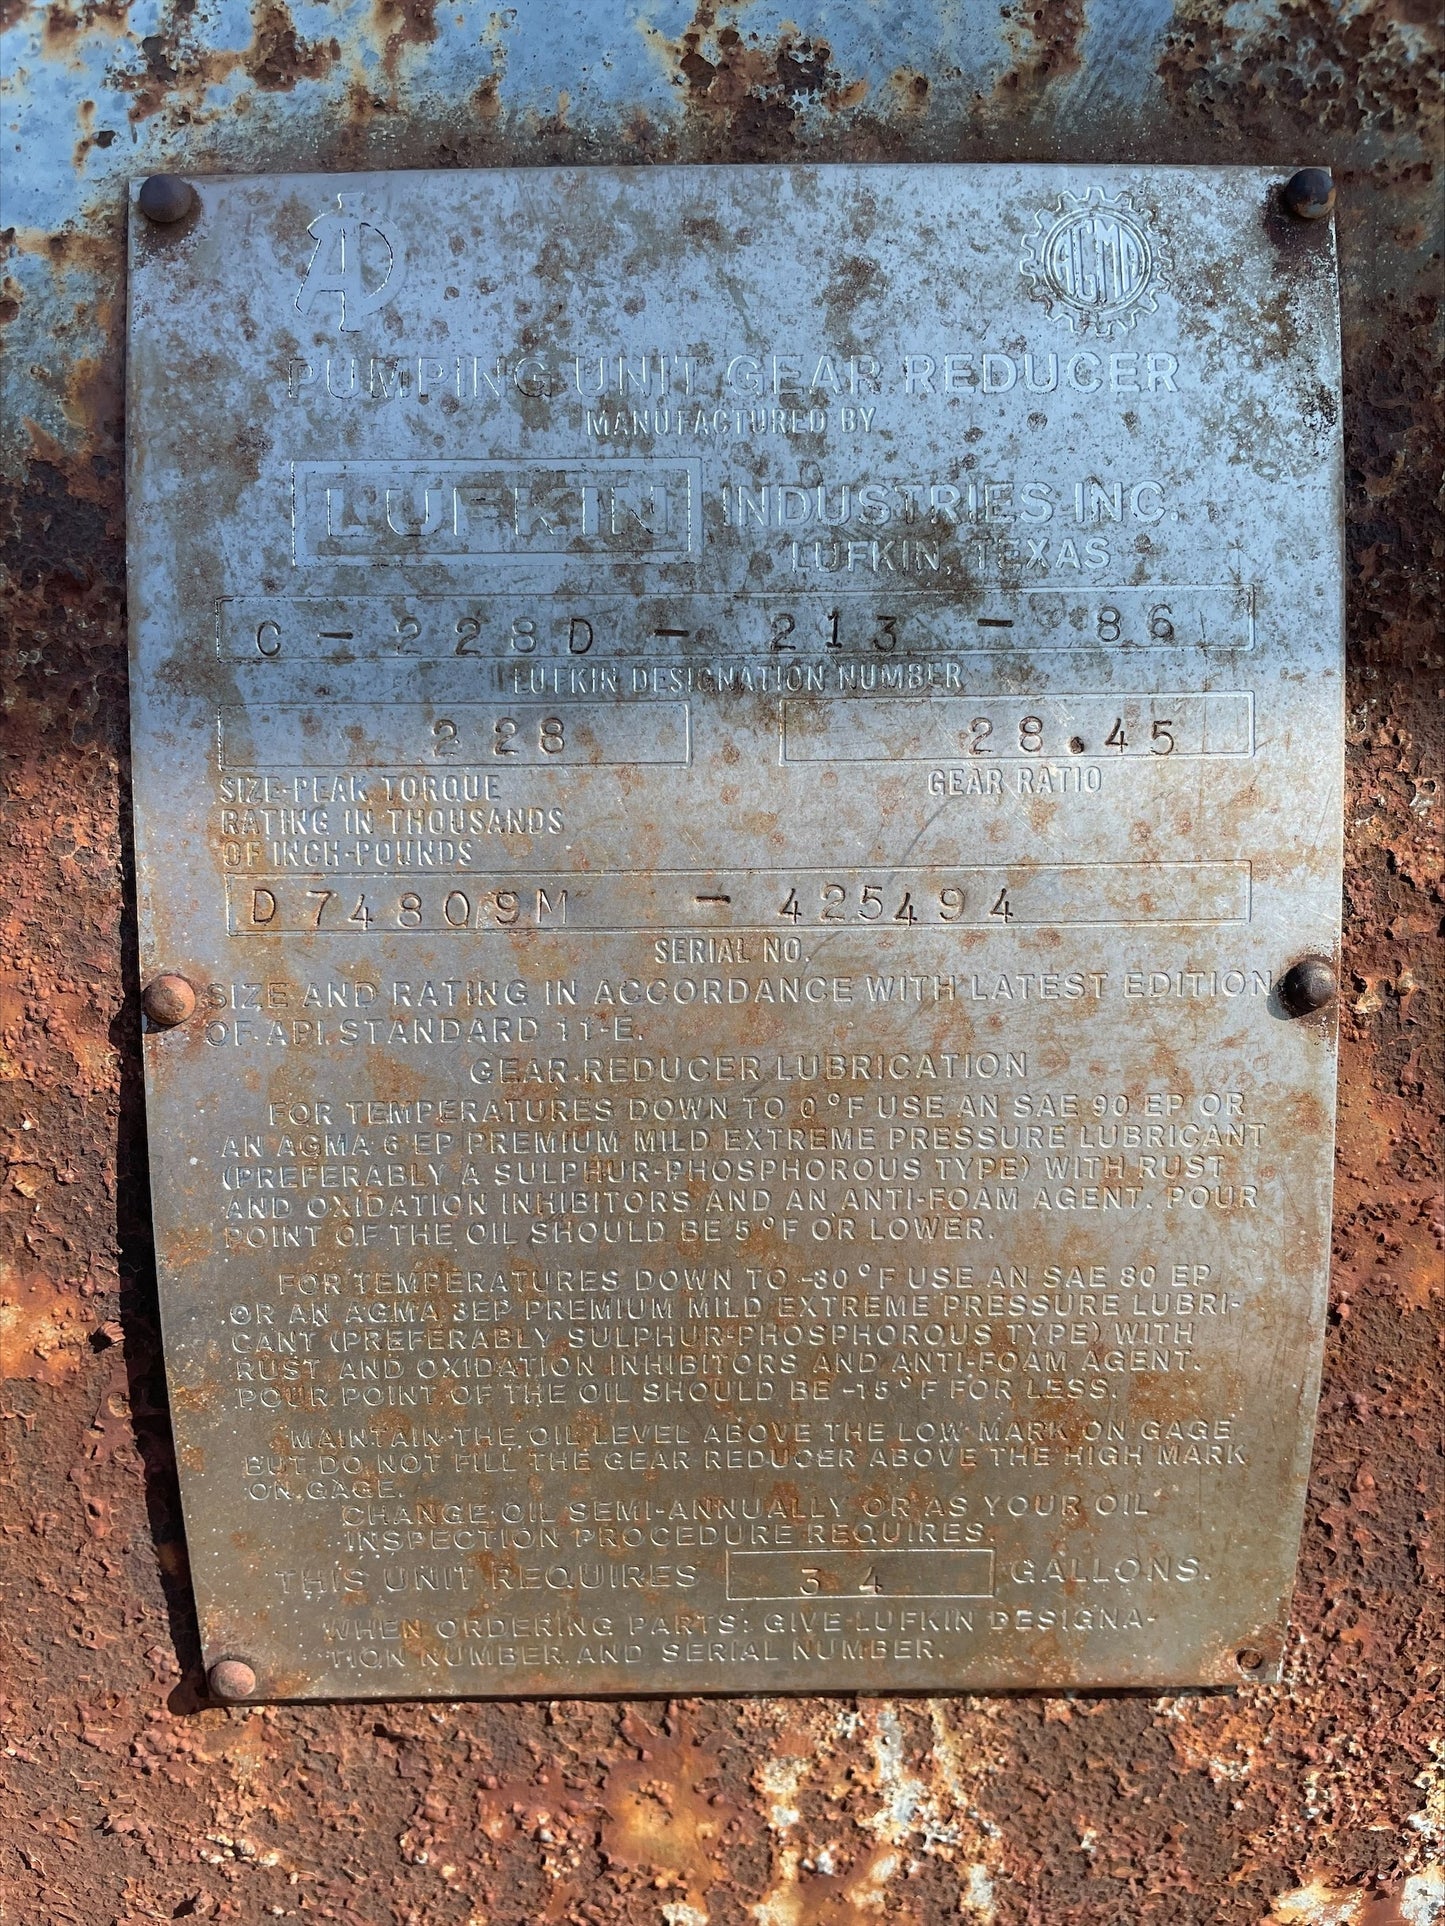 API
AGMA
PUMPING UNIT GEAR REDUCER
MANUFACTURED BY
LUFKIN INDUSTRIES INC.
LUFKIN, TEXAS
C - 228D - 213 - 86
LUFKIN DESIGNATION NUMBER
228 28.45
SIZE-PEAK TORQUE GEAR RATIO
RATING IN THOUSANDS
OF INCH-POUNDS
D74809M - 425494
SERIAL NO.
SIZE AND RATING IN ACCORDANCE WITH LATEST EDITION
OF API STANDARD 11-E.
GEAR REDUCER LUBRICATION
FOR TEMPERATURES DOWN TO 0°F USE AN SAE 90 EP OR
AN AGMA 6 EP PREMIUM MILD EXTREME PRESSURE LUBRICANT
(PREFERABLY A SULPHUR-PHOSPHOROUS TYPE) WITH RUST
AND OXIDATION INHIBITORS AND AN ANTI-FOAM AGENT. POUR
POINT OF THE OIL SHOULD BE 5°F OR LOWER.
FOR TEMPERATURES DOWN TO -30°F USE AN SAE 80 EP
OR AN AGMA 3EP PREMIUM MILD EXTREME PRESSURE LUBRI-
CANT (PREFERABLY SULPHUR-PHOSPHOROUS TYPE) WITH
RUST AND OXIDATION INHIBITORS AND ANTI-FOAM AGENT.
POUR POINT OF THE OIL SHOULD BE -15°F FOR LESS.
MAINTAIN THE OIL LEVEL ABOVE THE LOW MARK ON GAGE
BUT DO NOT FILL THE GEAR REDUCER ABOVE THE HIGH MARK
ON GAGE.
CHANGE OIL SEMI-ANNUALLY OR AS YOUR OIL
INSPECTION PROCEDURE REQUIRES.
THIS UNIT REQUIRES 34 GALLONS.
WHEN ORDERING PARTS: GIVE LUFKIN DESIGNA-
TION NUMBER AND SERIAL NUMBER.